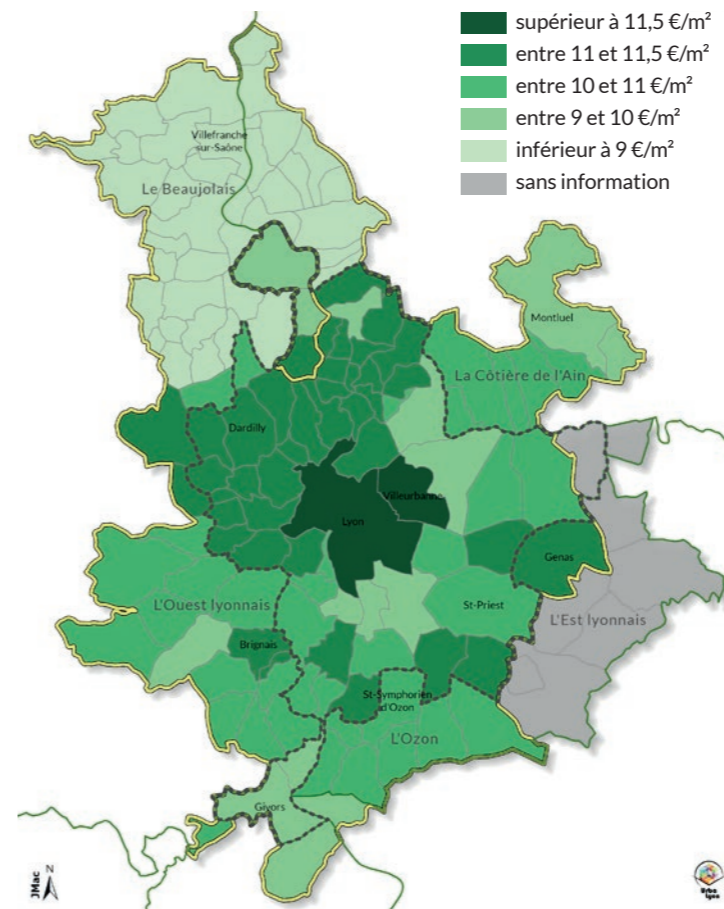 supérieur à 11,5 €/m²
entre 11 et 11,5 €/m²
entre 10 et 11 €/m²
entre 9 et 10 €/m²
inférieur à 9 €/m²
sans information
Villefranche
sur-Saône
Le Beaujolais
Montluel
La Côtière de l'Ain
Dardilly
Villeurbanne
Lyon
Genas
L'Ouest lyonnais
St-Priest
L'Est lyonnais
Brignais
St-Symphorien
d'Ozon
L'Ozon
Givors
JMac
N
Urba
Lyon